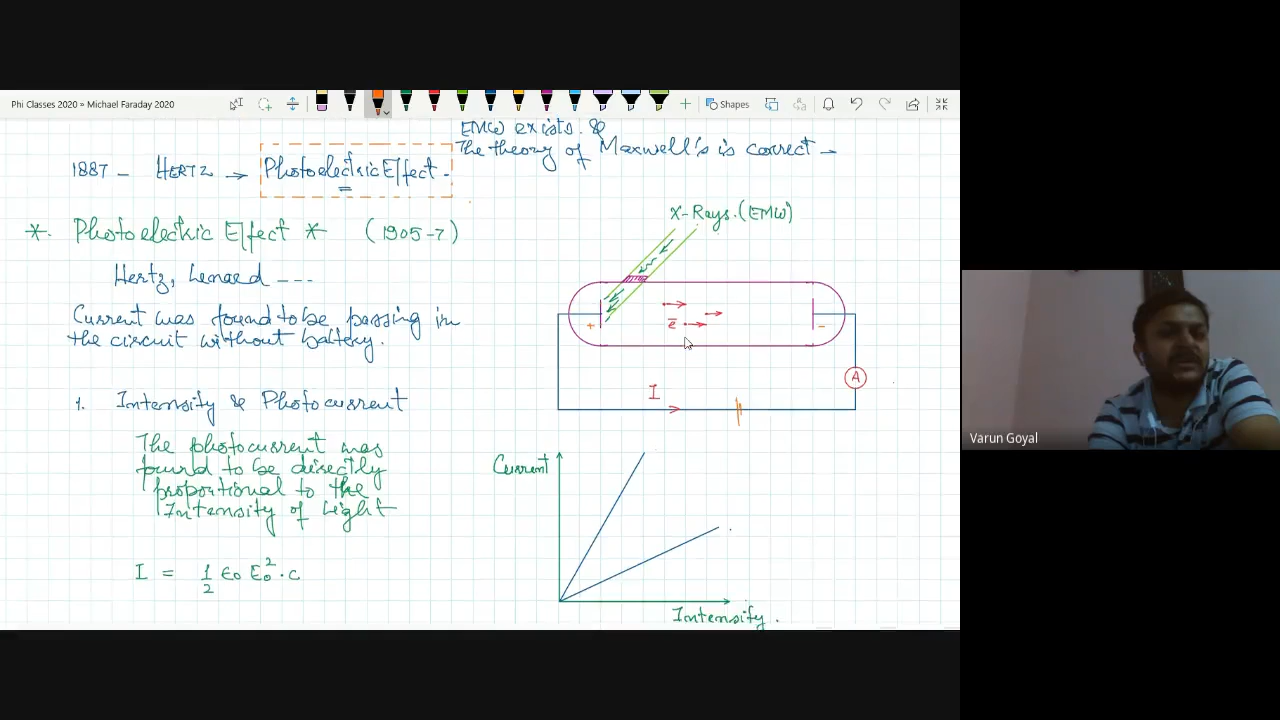 Phi Classes 2020 » Michael Faraday 2020
Shapes
EMW exists. &
The theory of Maxwell's is correct –
1887 – HERTZ → Photoelectric Effect –
X-Rays. (EMW)
*. Photoelectric Effect * (1905-7)
Hertz, Lenard ---
Current was found to be passing in
the circuit without battery.
+ e̅ -
A
I
1. Intensity & Photocurrent
The photocurrent was
found to be directly
proportional to the
Intensity of Light
I = 1/2 ϵ₀ E₀² · c
Current
Intensity.
Varun Goyal